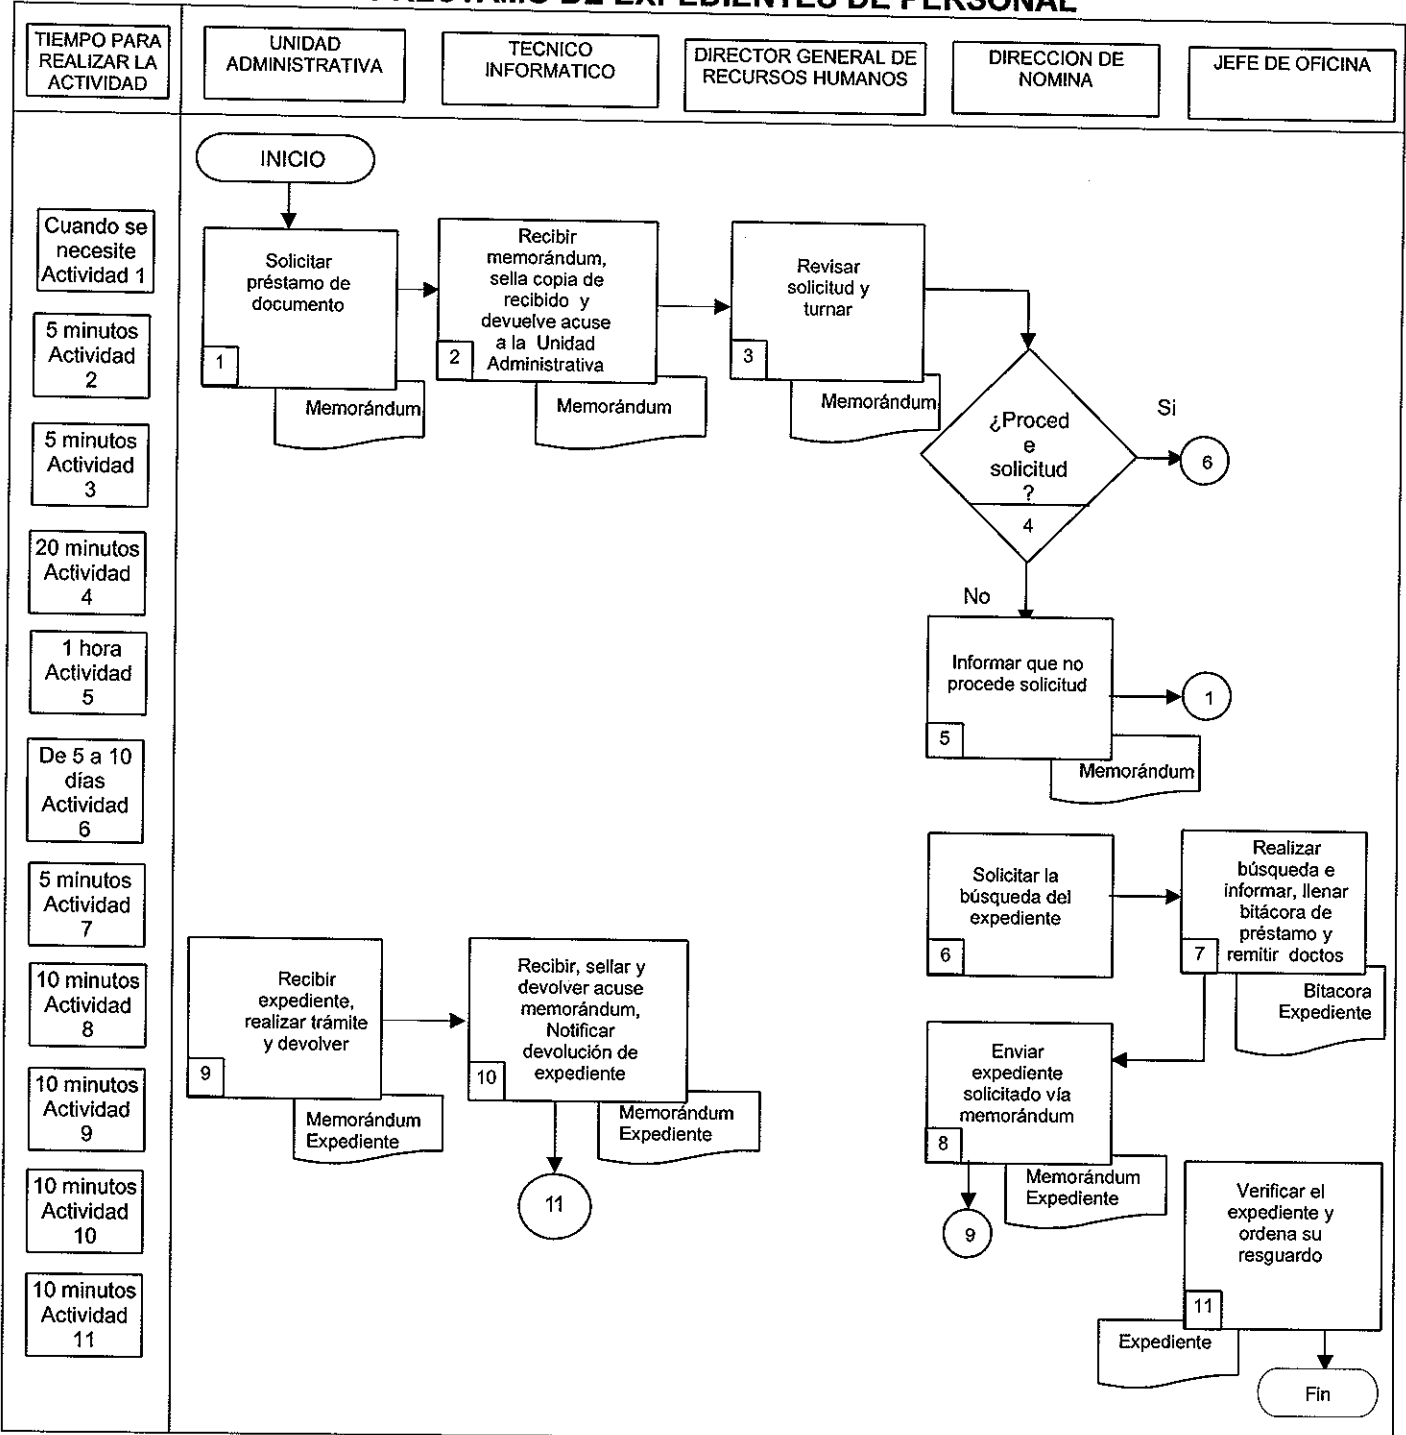 PRESTAMO DE EXPEDIENTES DE PERSONAL
TIEMPO PARA
REALIZAR LA
ACTIVIDAD
UNIDAD
ADMINISTRATIVA
TECNICO
INFORMATICO
DIRECTOR GENERAL DE
RECURSOS HUMANOS
DIRECCION DE
NOMINA
JEFE DE OFICINA
INICIO
Cuando se
necesite
Actividad 1
5 minutos
Actividad
2
5 minutos
Actividad
3
20 minutos
Actividad
4
1 hora
Actividad
5
De 5 a 10
días
Actividad
6
5 minutos
Actividad
7
10 minutos
Actividad
8
10 minutos
Actividad
9
10 minutos
Actividad
10
10 minutos
Actividad
11
Solicitar
préstamo de
documento
1
Memorándum
Recibir
memorándum,
sella copia de
recibido y
devuelve acuse
a la Unidad
Administrativa
2
Memorándum
Revisar
solicitud y
turnar
3
Memorándum
¿Proced
e
solicitud
?
4
Si
6
No
Informar que no
procede solicitud
5
1
Memorándum
Solicitar la
búsqueda del
expediente
6
Realizar
búsqueda e
informar, llenar
bitácora de
préstamo y
remitir doctos
7
Bitacora
Expediente
Enviar
expediente
solicitado vía
memorándum
8
Memorándum
Expediente
9
Recibir
expediente,
realizar trámite
y devolver
9
Memorándum
Expediente
Recibir, sellar y
devolver acuse
memorándum,
Notificar
devolución de
expediente
10
Memorándum
Expediente
11
Verificar el
expediente y
ordena su
resguardo
11
Expediente
Fin